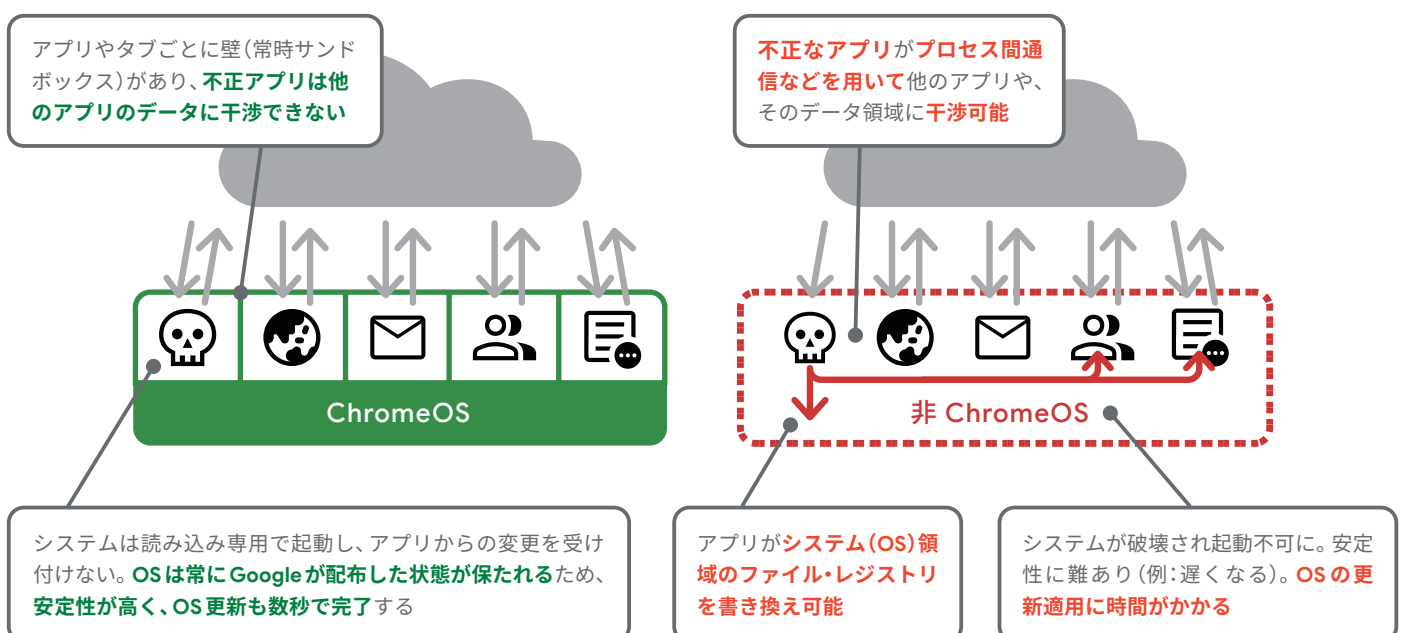 アプリやタブごとに壁（常時サンド
ボックス）があり、不正アプリは他
のアプリのデータに干渉できない
不正なアプリがプロセス間通
信などを用いて他のアプリや、
そのデータ領域に干渉可能
ChromeOS
非 ChromeOS
システムは読み込み専用で起動し、アプリからの変更を受け
付けない。OSは常にGoogleが配布した状態が保たれるため、
安定性が高く、OS更新も数秒で完了する
アプリがシステム（OS）領
域のファイル・レジストリ
を書き換え可能
システムが破壊され起動不可に。安定
性に難あり（例：遅くなる）。OSの更
新適用に時間がかかる